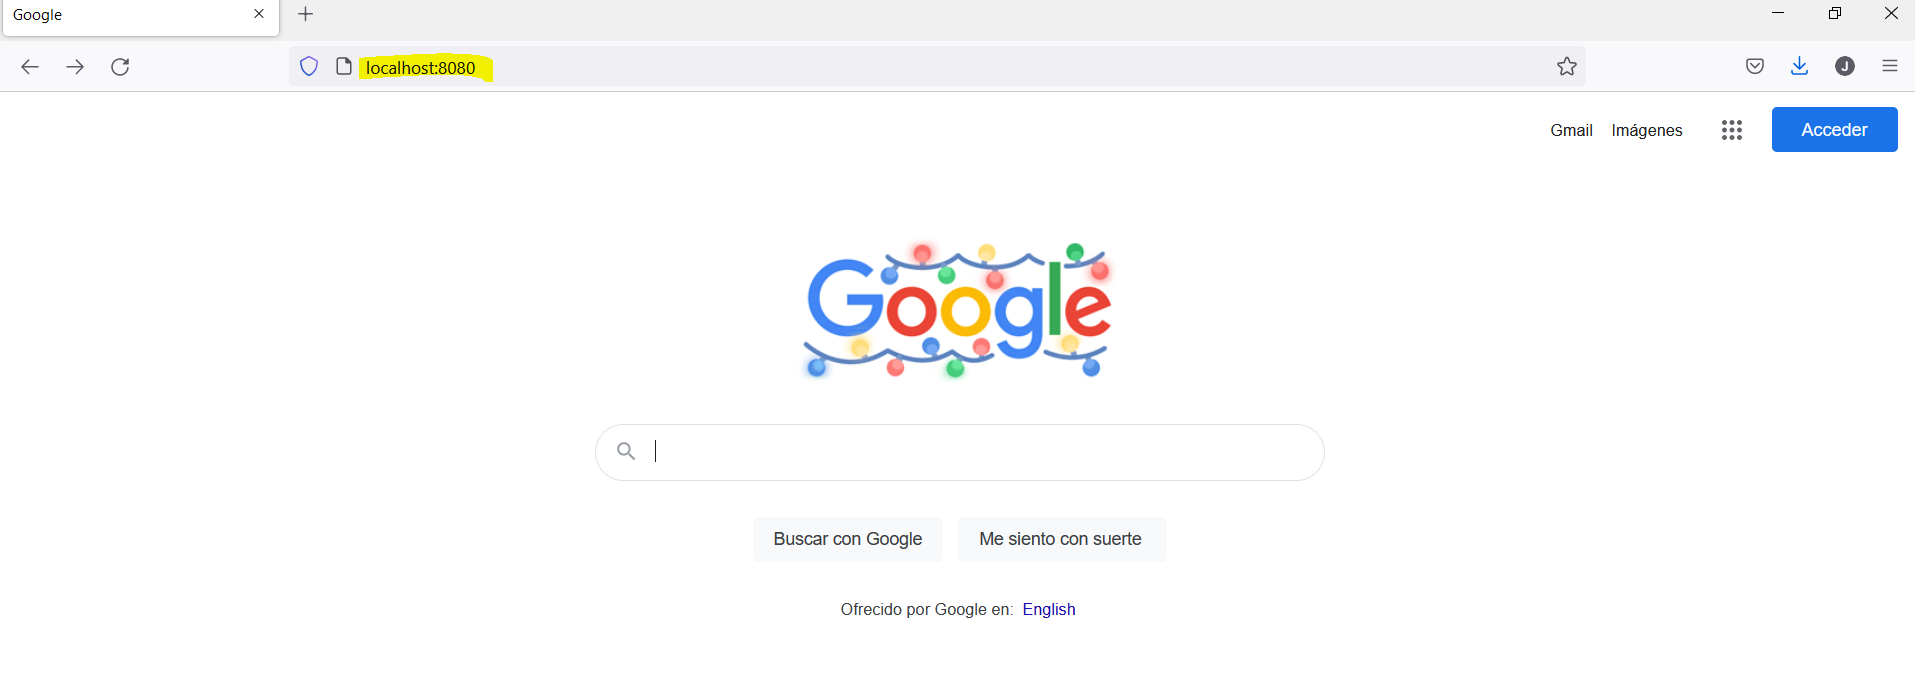 Google
localhost:8080
J
Gmail Imágenes Acceder
Google
Buscar con Google Me siento con suerte
Ofrecido por Google en: English